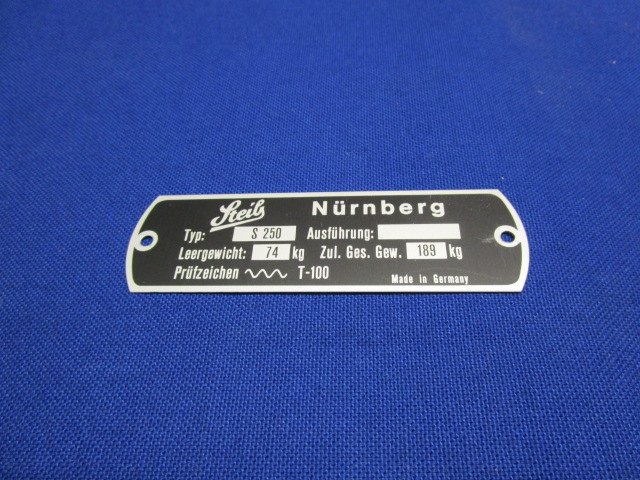 Steib Nürnberg
Typ: S 250 Ausführung:
Leergewicht: 74 kg Zul. Ges. Gew. 189 kg
Prüfzeichen T-100 Made in Germany